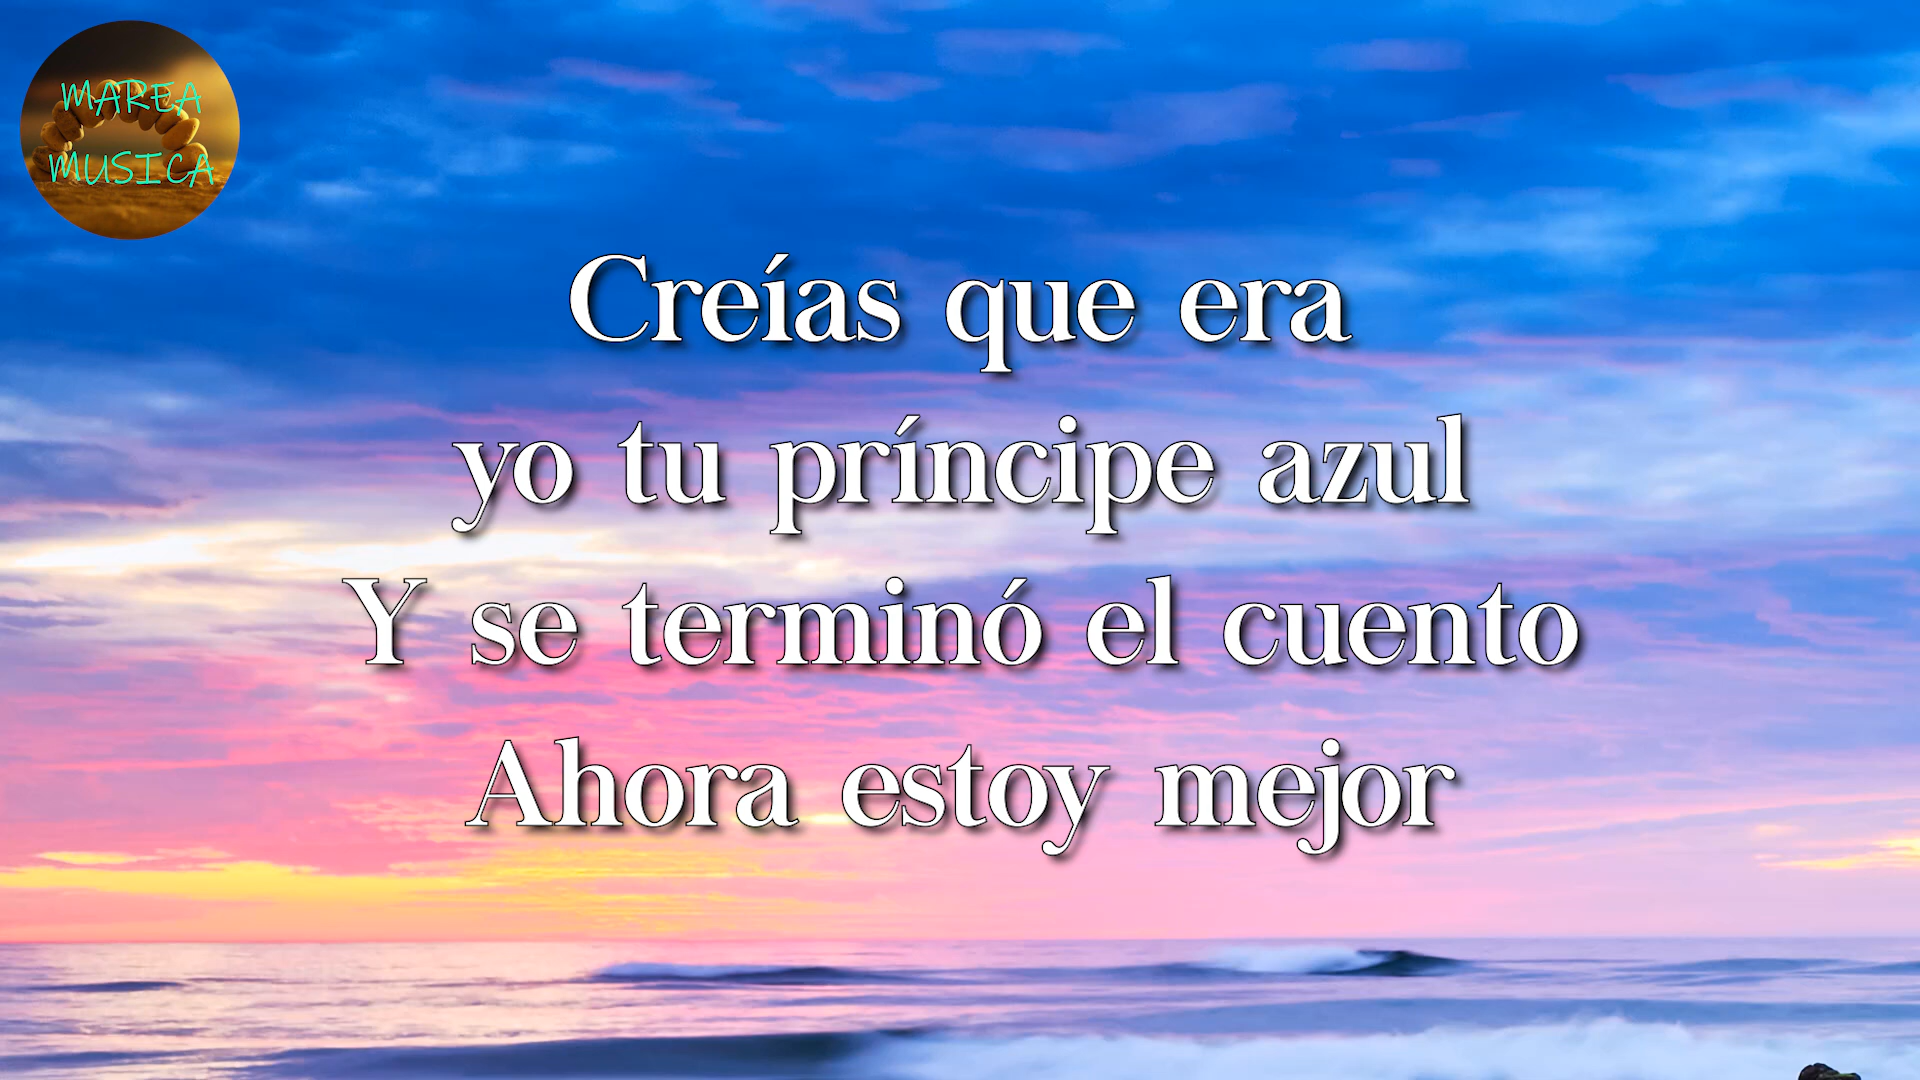 MAREA
MUSICA
Creías que era
yo tu príncipe azul
Y se terminó el cuento
Ahora estoy mejor